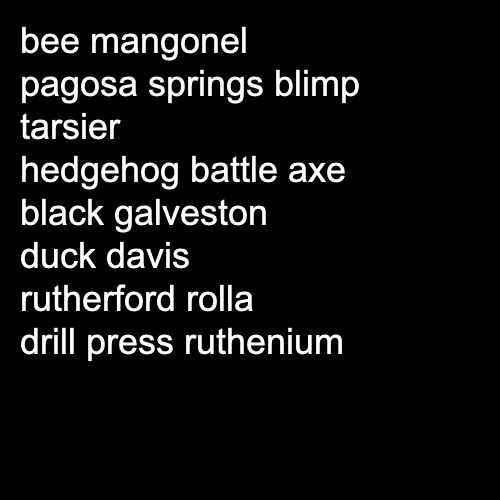 bee mangonel
pagosa springs blimp
tarsier
hedgehog battle axe
black galveston
duck davis
rutherford rolla
drill press ruthenium